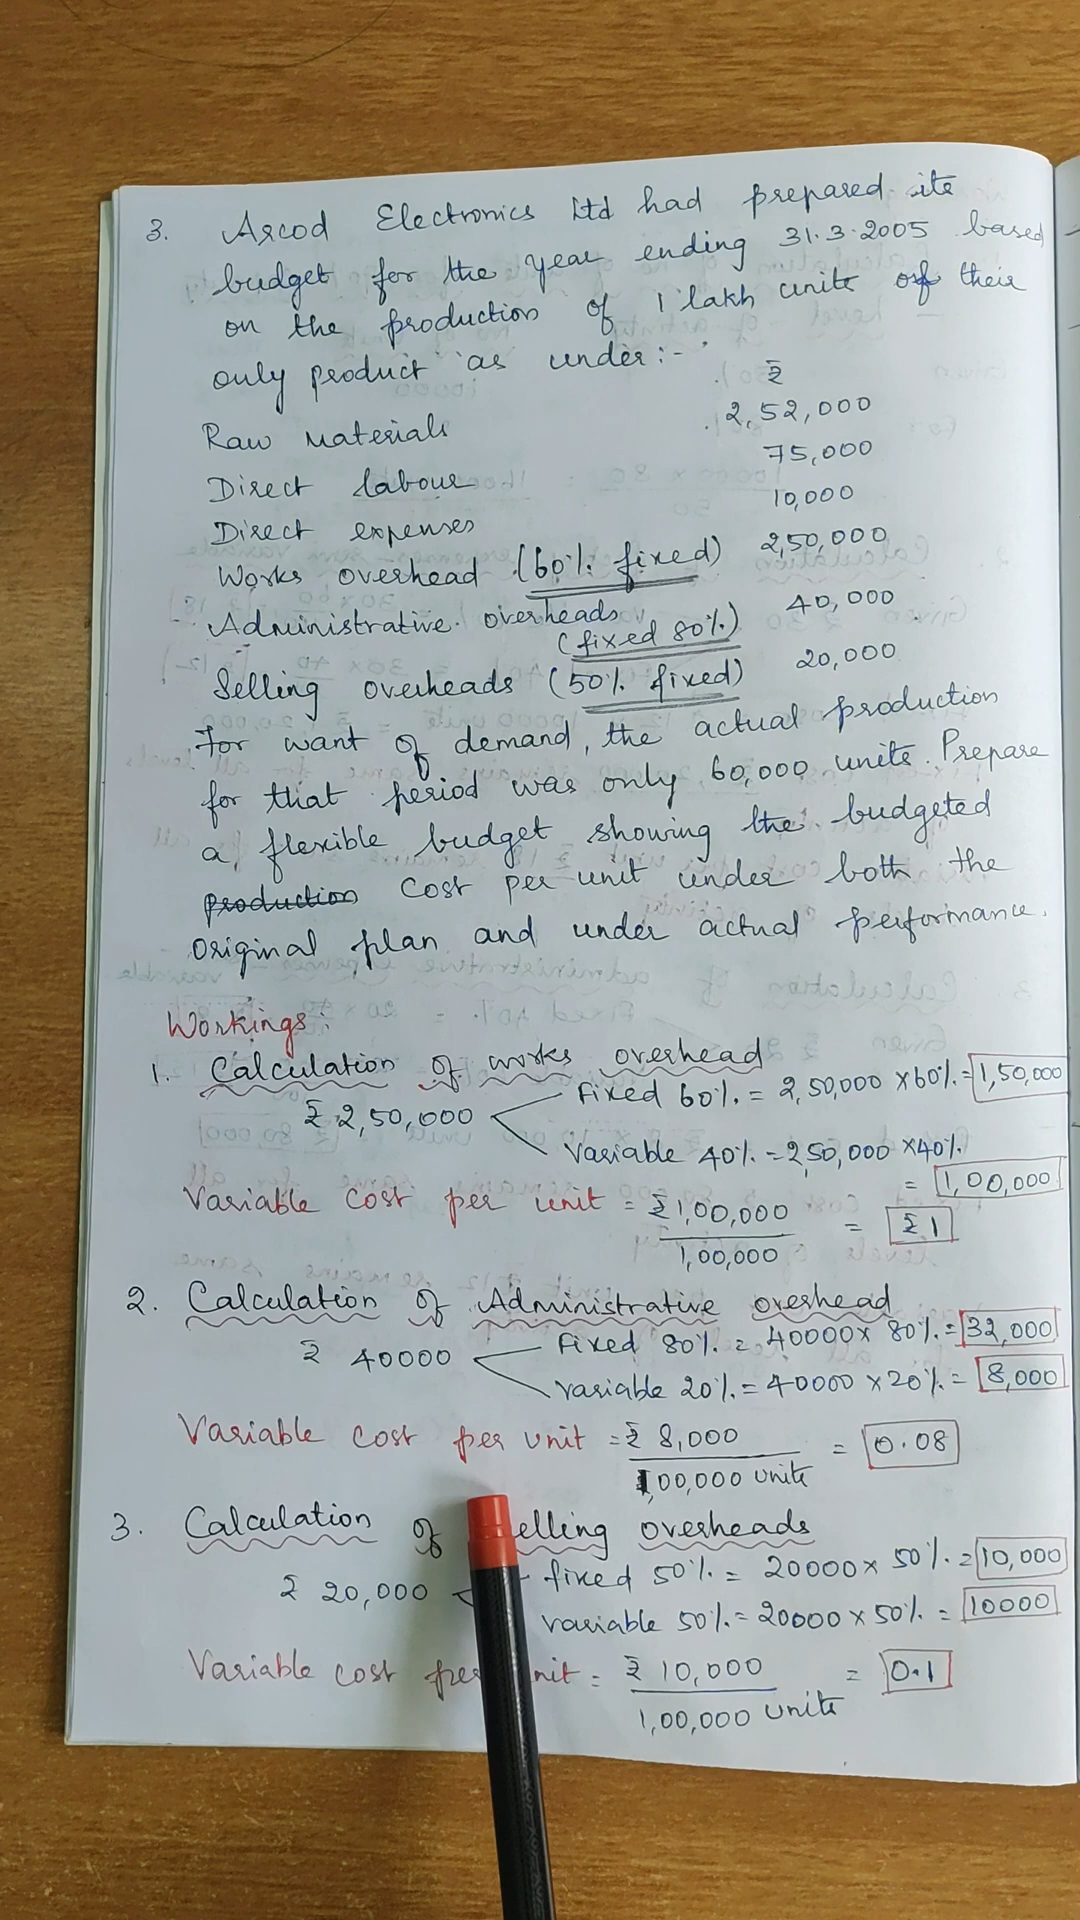 3. Arcod Electronics Ltd had prepared its
budget for the year ending 31.3.2005 based
on the production of 1 lakh units of their
only product as under:-
₹
Raw Materials 2,52,000
Direct labour 75,000
Direct expenses 10,000
Works overhead (60% fixed) 2,50,000
Administrative overheads 40,000
(fixed 80%)
Selling overheads (50% fixed) 20,000
For want of demand, the actual production
for that period was only 60,000 units. Prepare
a flexible budget showing the budgeted
production cost per unit under both the
original plan and under actual performance.
Workings:
1. Calculation of works overhead
₹ 2,50,000
Fixed 60% = 2,50,000 × 60% = 1,50,000
Variable 40% = 2,50,000 × 40%
= 1,00,000
Variable cost per unit = ₹1,00,000
1,00,000
= ₹ 1
2. Calculation of Administrative overhead
₹ 40000
Fixed 80% = 40000 × 80% = 32,000
Variable 20% = 40000 × 20% = 8,000
Variable cost per unit = ₹ 8,000
1,00,000 units
= 0.08
3. Calculation of elling overheads
₹ 20,000
fixed 50% = 20000 × 50% = 10,000
variable 50% = 20000 × 50% = 10000
Variable cost per nit = ₹ 10,000
1,00,000 units
= 0.1